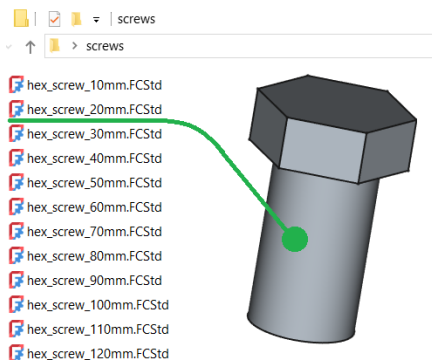 screws
screws
hex_screw_10mm.FCStd
hex_screw_20mm.FCStd
hex_screw_30mm.FCStd
hex_screw_40mm.FCStd
hex_screw_50mm.FCStd
hex_screw_60mm.FCStd
hex_screw_70mm.FCStd
hex_screw_80mm.FCStd
hex_screw_90mm.FCStd
hex_screw_100mm.FCStd
hex_screw_110mm.FCStd
hex_screw_120mm.FCStd